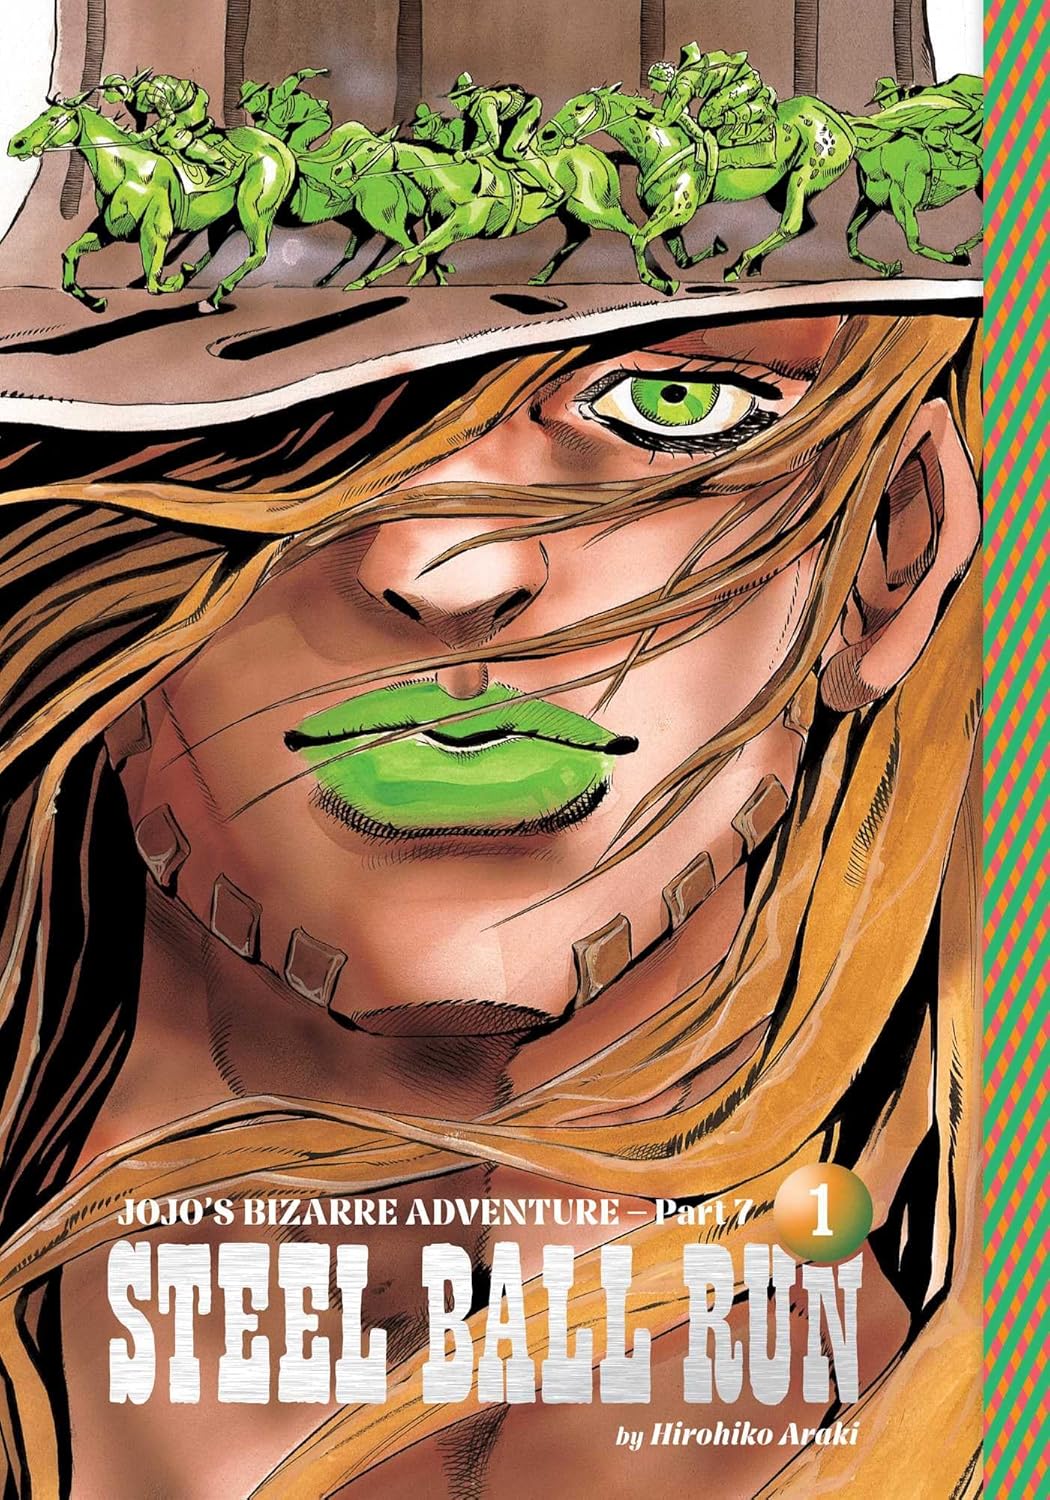 JOJO'S BIZARRE ADVENTURE – Part 7
1
STEEL BALL RUN
by Hirohiko Araki